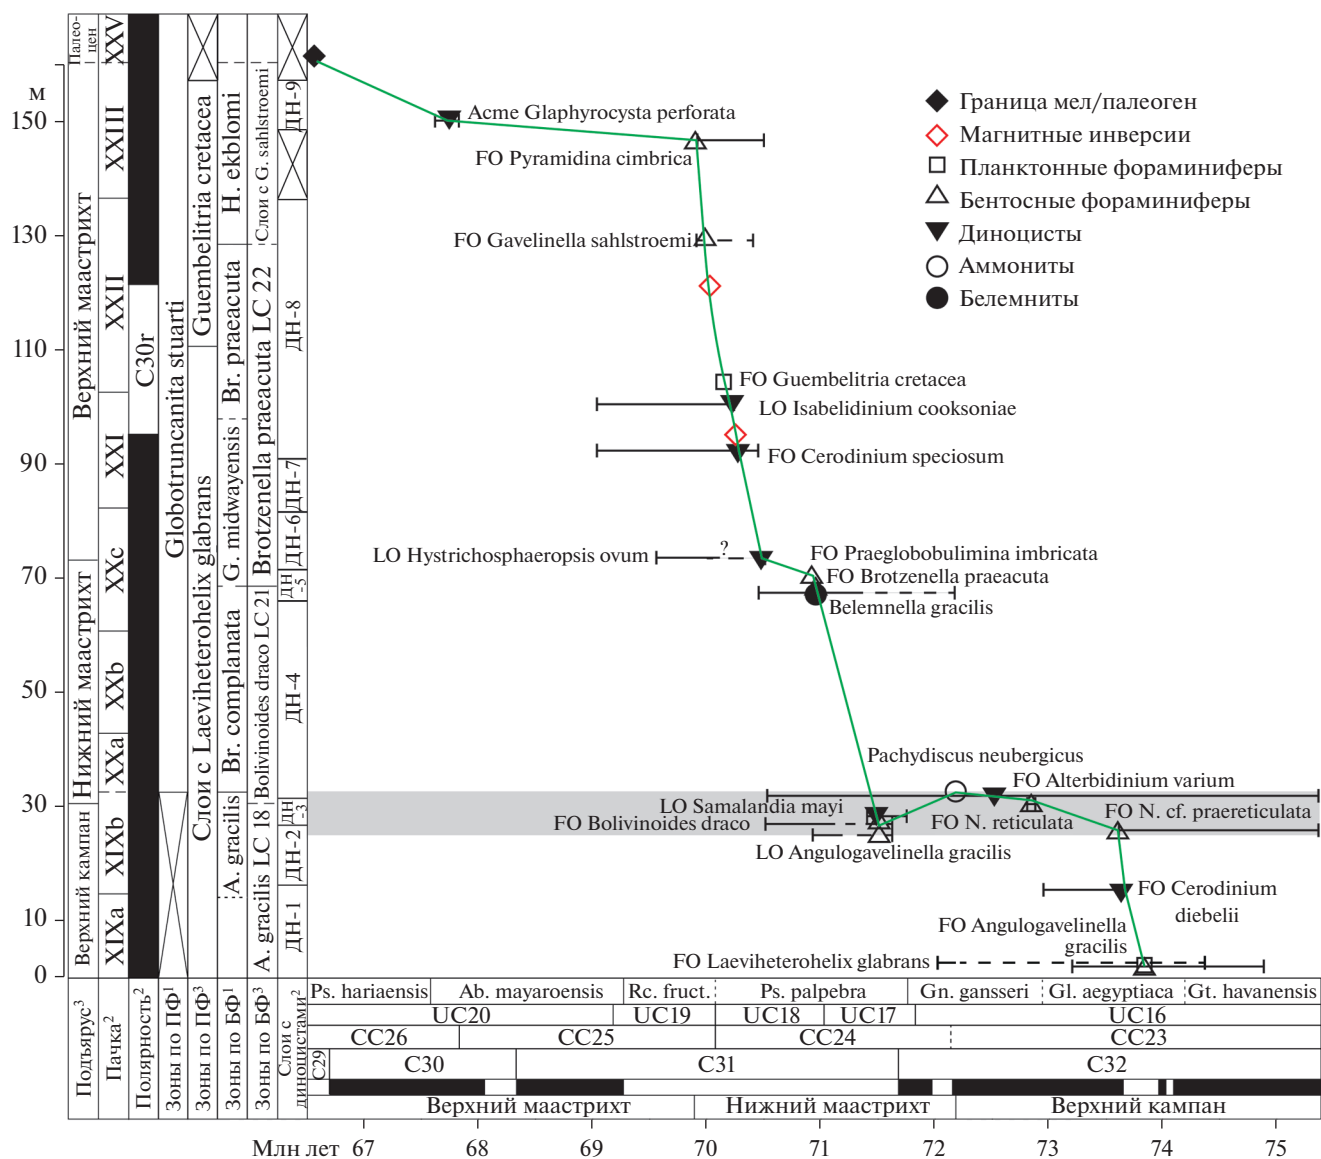 м
150
130
110
90
70
50
30
10
0
Палео-
цен
Верхний маастрихт
Нижний маастрихт
Верхний кампан
XXV
XXIII
XXII
XXI
XXc
XXb
XXa
XIXb
XIXa
C30r
Globotruncanita stuarti
Guembelitria cretacea
Слои с Laeviheterohelix glabrans
H. ekblomi
Br. praeacuta
G. midwayensis
Br. complanata
A. gracilis
Слои с G. sahlstroemi
Brotzenella praeacuta LC 22
Bolivinoides draco LC 21
A. gracilis LC 18
ДН-9
ДН-8
ДН-7
ДН-6
ДН
-5
ДН-4
ДН
-3
ДН-2
ДН-1
Подъярус³
Пачка²
Полярность²
Зоны по ПФ¹
Зоны по ПФ³
Зоны по БФ¹
Зоны по БФ³
Слои с
диноцистами²
Acme Glaphyrocysta perforata
FO Pyramidina cimbrica
FO Gavelinella sahlstroemi
FO Guembelitria cretacea
LO Isabelidinium cooksoniae
FO Cerodinium speciosum
LO Hystrichosphaeropsis ovum
?
FO Praeglobobulimina imbricata
FO Brotzenella praeacuta
Belemnella gracilis
Pachydiscus neubergicus
FO Alterbidinium varium
LO Samalandia mayi
FO Bolivinoides draco
FO N. reticulata
FO N. cf. praereticulata
LO Angulogavelinella gracilis
FO Cerodinium
diebelii
FO Angulogavelinella
gracilis
FO Laeviheterohelix glabrans
Граница мел/палеоген
Магнитные инверсии
Планктонные фораминиферы
Бентосные фораминиферы
Диноцисты
Аммониты
Белемниты
Ps. hariaensis Ab. mayaroensis Rc. fruct. Ps. palpebra Gn. gansseri Gl. aegyptiaca Gt. havanensis
UC20 UC19 UC18 UC17 UC16
CC26 CC25 CC24 CC23
C29 C30 C31 C32
Верхний маастрихт Нижний маастрихт Верхний кампан
Млн лет 67 68 69 70 71 72 73 74 75